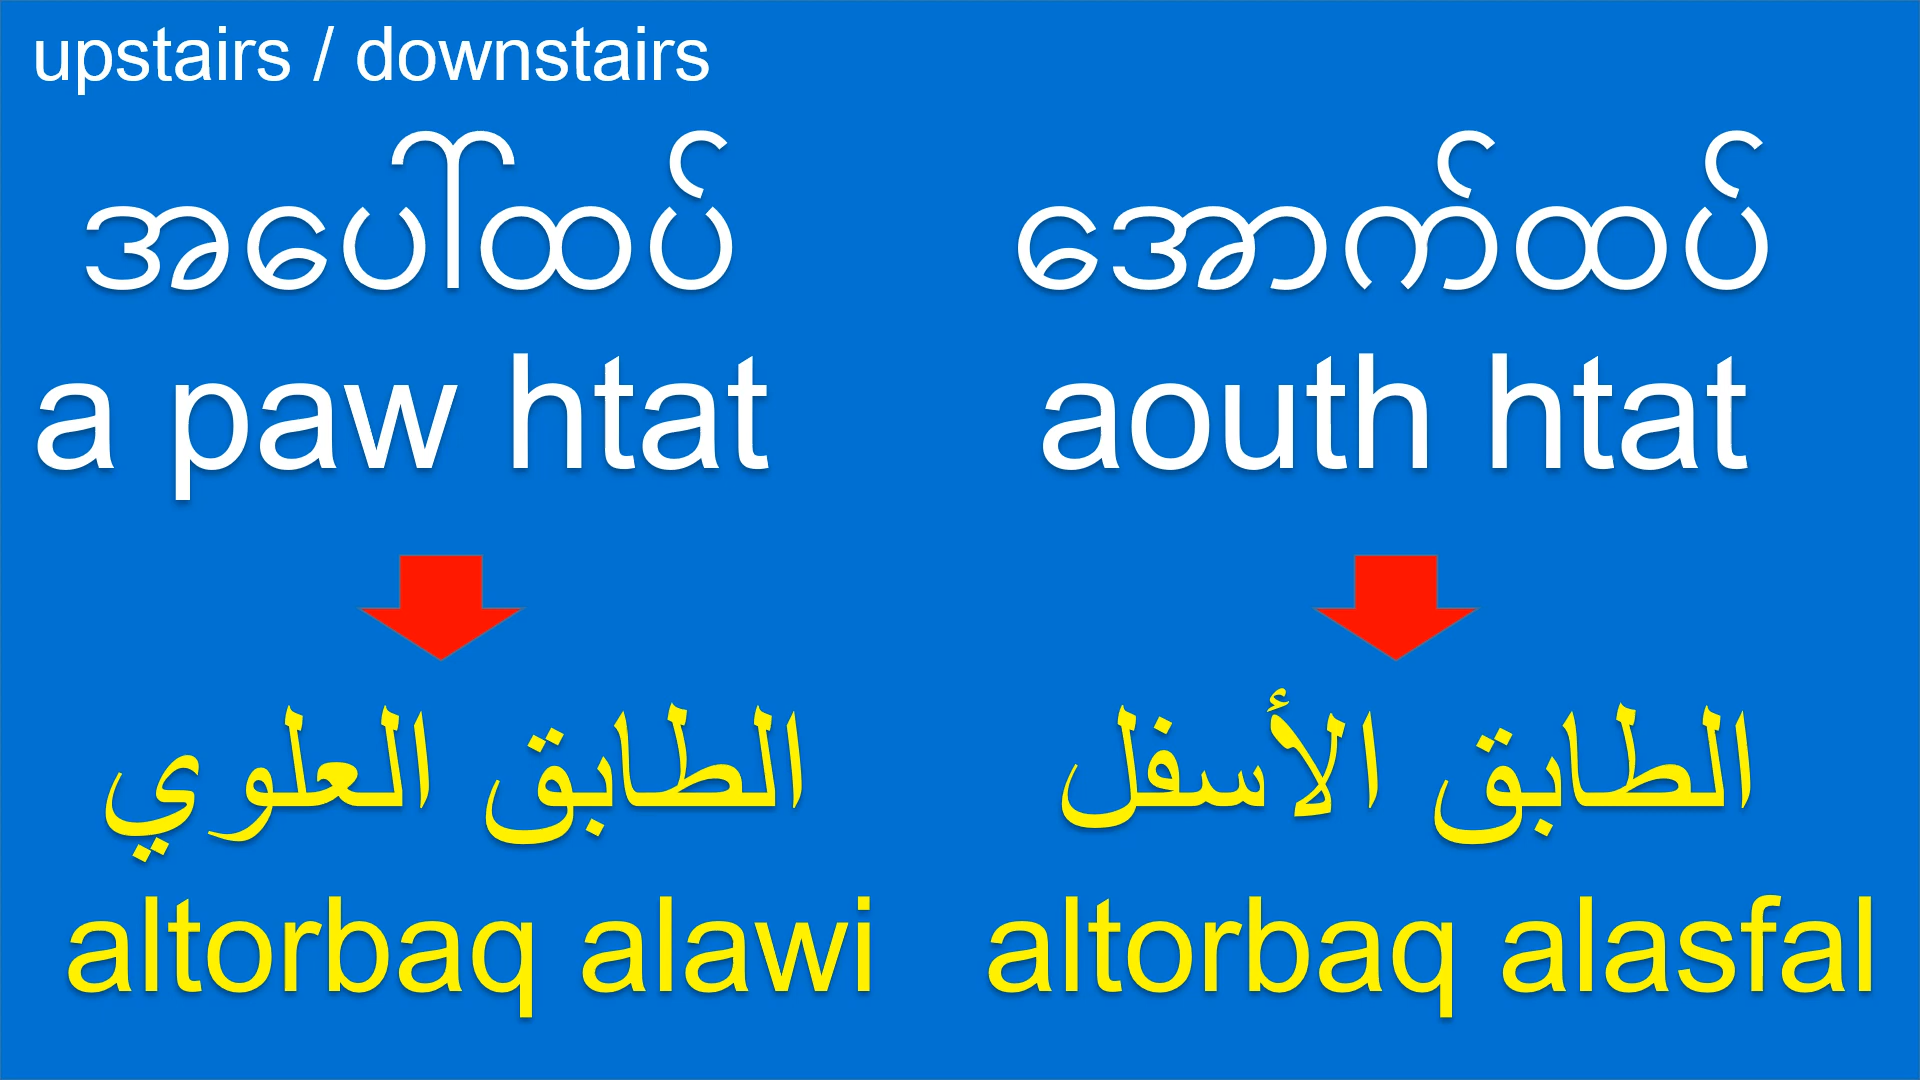 upstairs / downstairs
အပေါ်ထပ် အောက်ထပ်
a paw htat aouth htat
الطابق العلوي الطابق الأسفل
altorbaq alawi altorbaq alasfal